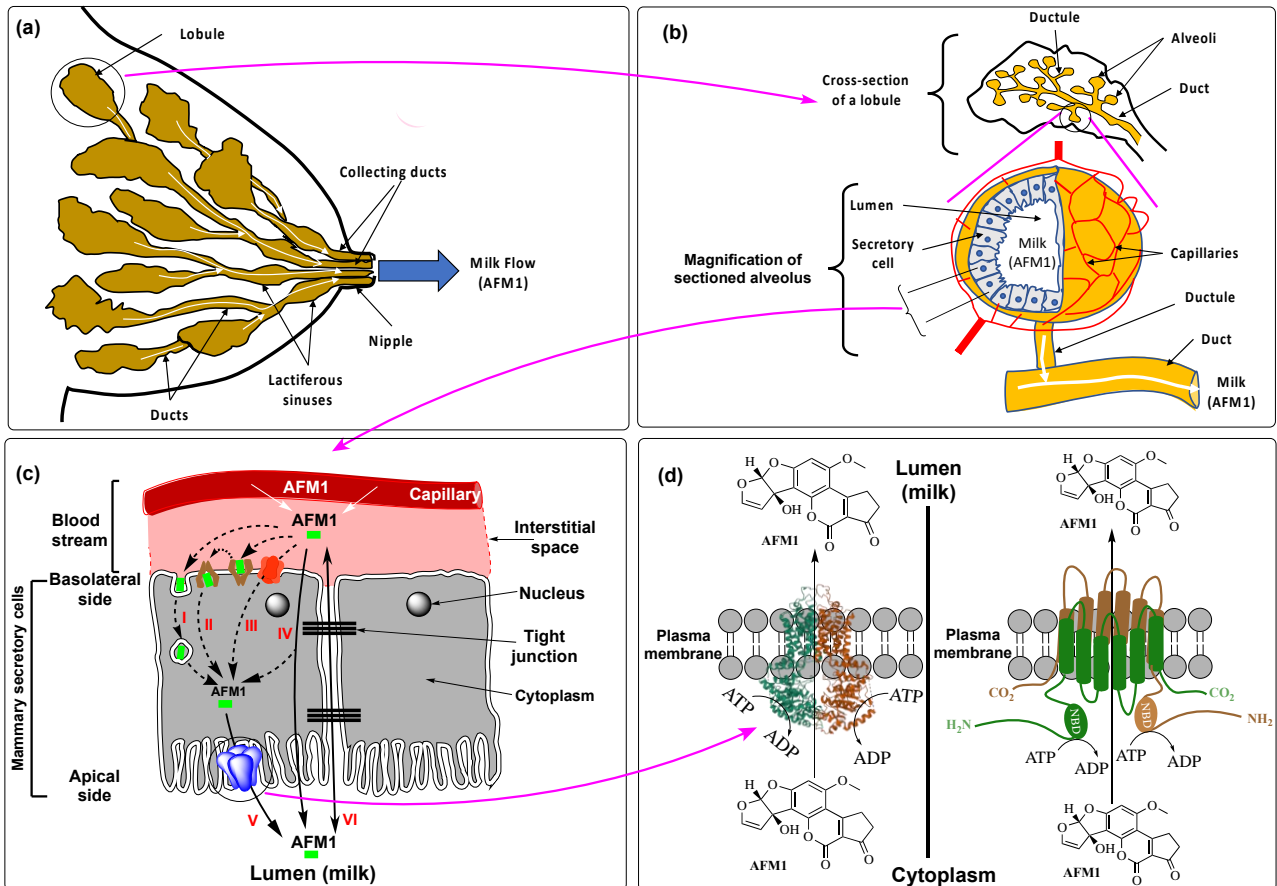 (a)
Lobule
Collecting ducts
Milk Flow
(AFM1)
Nipple
Lactiferous
sinuses
Ducts
(b)
Ductule
Alveoli
Cross-section
of a lobule
Duct
Lumen
Secretory
cell
Milk
(AFM1)
Magnification of
sectioned alveolus
Capillaries
Ductule
Duct
Milk
(AFM1)
(c)
AFM1
Capillary
Blood
stream
AFM1
Interstitial
space
Basolateral
side
Mammary secretory cells
I
II
III
IV
Nucleus
Tight
junction
AFM1
Cytoplasm
Apical
side
V
VI
AFM1
Lumen (milk)
(d)
H
O
O
O
OH
O
O
O
AFM1
Lumen
(milk)
H
O
O
O
OH
O
O
O
AFM1
Plasma
membrane
ATP
ATP
ADP
ADP
Plasma
membrane
CO2
CO2
H2N
NBD
NBD
NH2
ATP
ADP
ATP
ADP
H
O
O
O
OH
O
O
O
AFM1
H
O
O
O
OH
O
O
O
AFM1
Cytoplasm